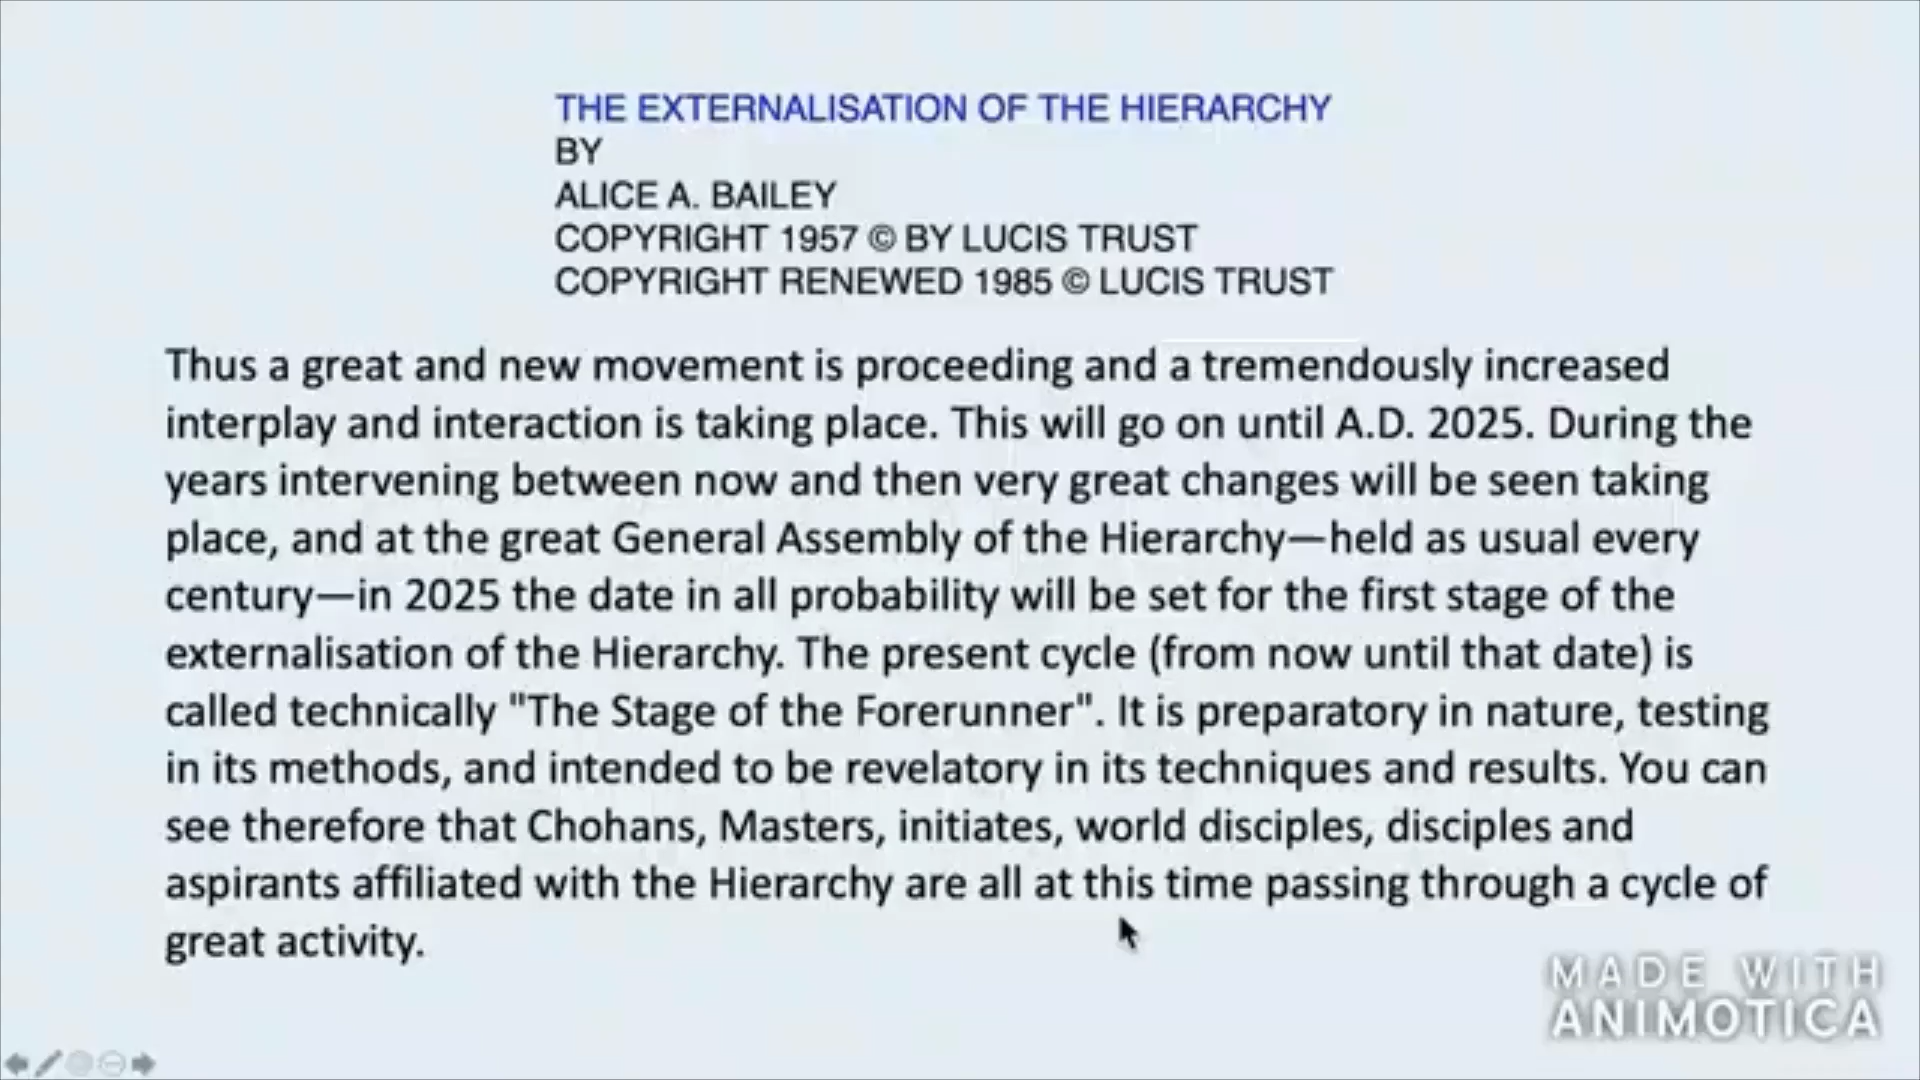 THE EXTERNALISATION OF THE HIERARCHY
BY
ALICE A. BAILEY
COPYRIGHT 1957 © BY LUCIS TRUST
COPYRIGHT RENEWED 1985 © LUCIS TRUST
Thus a great and new movement is proceeding and a tremendously increased
interplay and interaction is taking place. This will go on until A.D. 2025. During the
years intervening between now and then very great changes will be seen taking
place, and at the great General Assembly of the Hierarchy—held as usual every
century—in 2025 the date in all probability will be set for the first stage of the
externalisation of the Hierarchy. The present cycle (from now until that date) is
called technically "The Stage of the Forerunner". It is preparatory in nature, testing
in its methods, and intended to be revelatory in its techniques and results. You can
see therefore that Chohans, Masters, initiates, world disciples, disciples and
aspirants affiliated with the Hierarchy are all at this time passing through a cycle of
great activity.
MADE WITH
ANIMOTICA